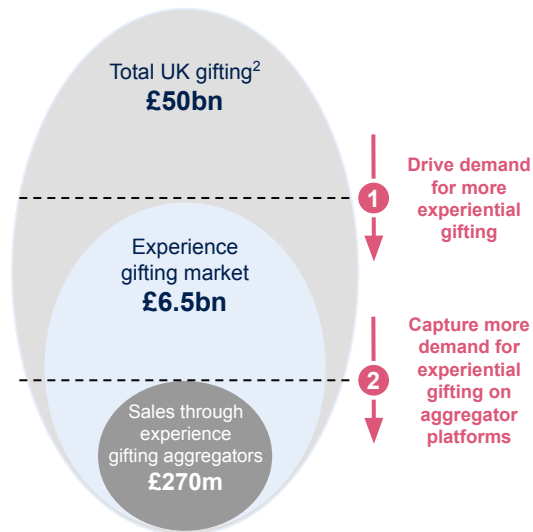 Total UK gifting²
£50bn
Drive demand
for more
experiential
gifting
1
Experience
gifting market
£6.5bn
Capture more
demand for
experiential
gifting on
aggregator
platforms
2
Sales through
experience
gifting aggregators
£270m